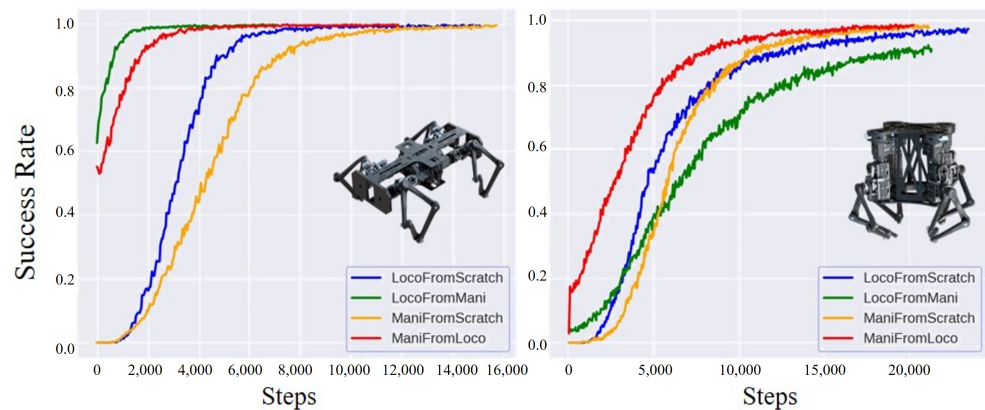 Success Rate
1.0
0.8
0.6
0.4
0.2
0.0
LocoFromScratch
LocoFromMani
ManiFromScratch
ManiFromLoco
0 2,000 4,000 6,000 8,000 10,000 12,000 14,000 16,000
Steps
1.0
0.8
0.6
0.4
0.2
0.0
LocoFromScratch
LocoFromMani
ManiFromScratch
ManiFromLoco
0 5,000 10,000 15,000 20,000
Steps